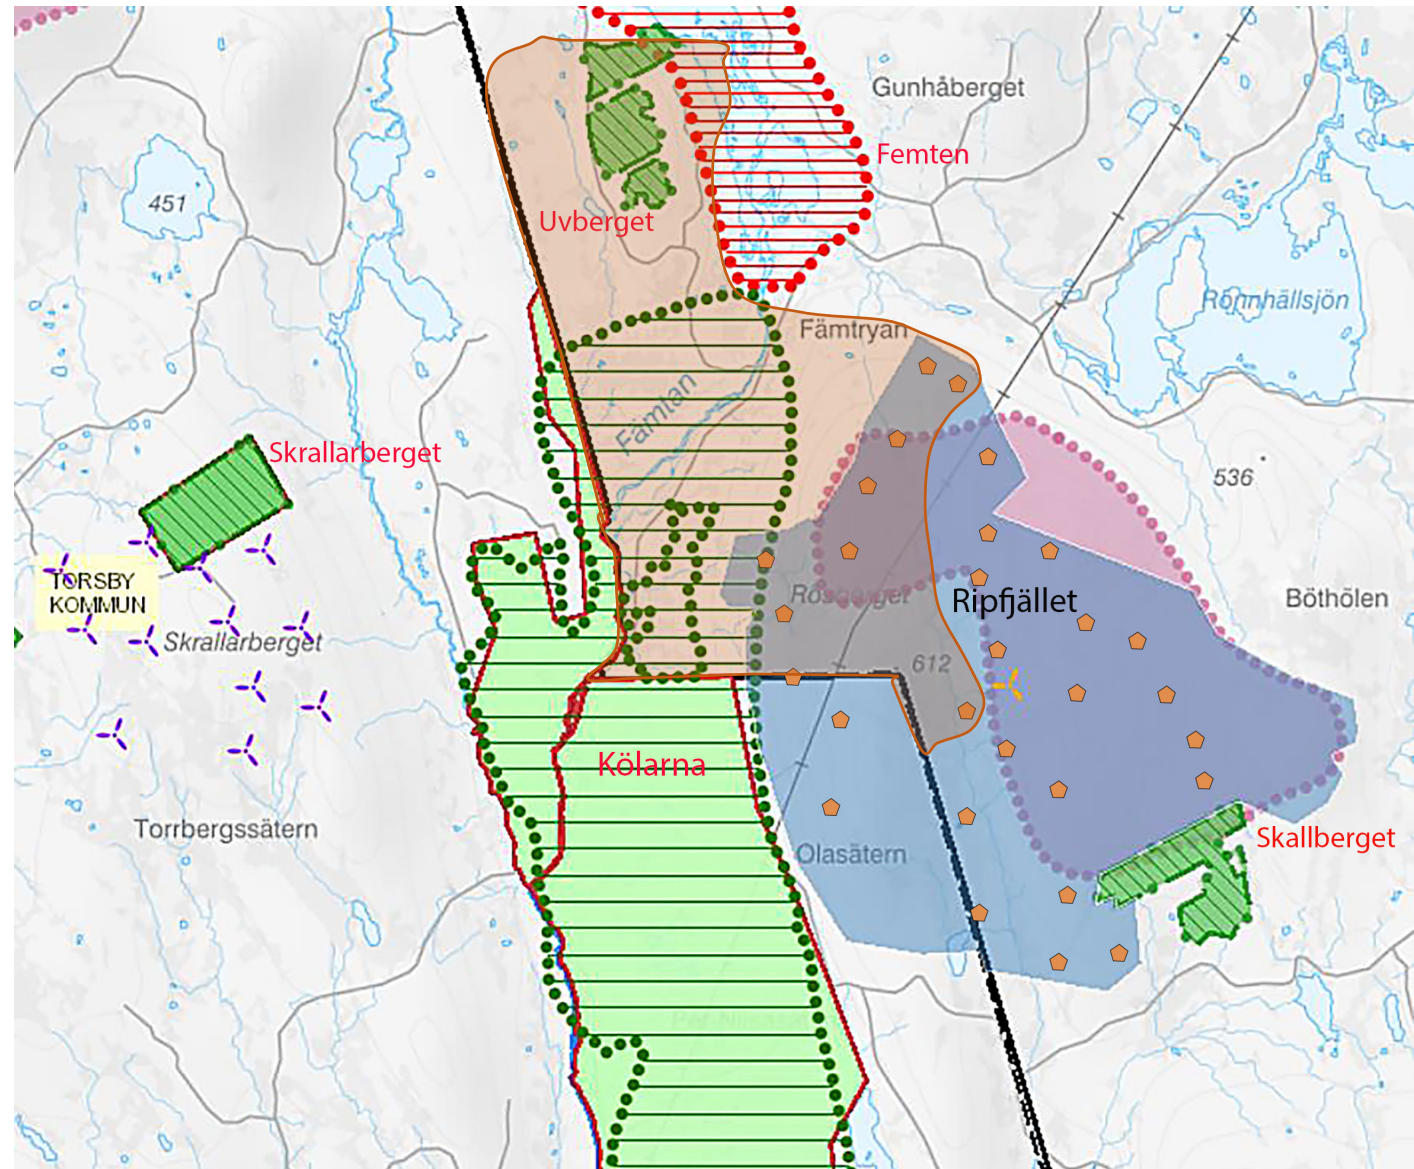 Gunhåberget
Femten
451
Uvberget
Rönnhällsjön
Fämtryan
Fämtan
Skrallarberget
536
TORSBY
KOMMUN
Ripfjället
Böthölen
Skrallarberget
612
Kölarna
Torrbergssätern
Olasätern
Skallberget